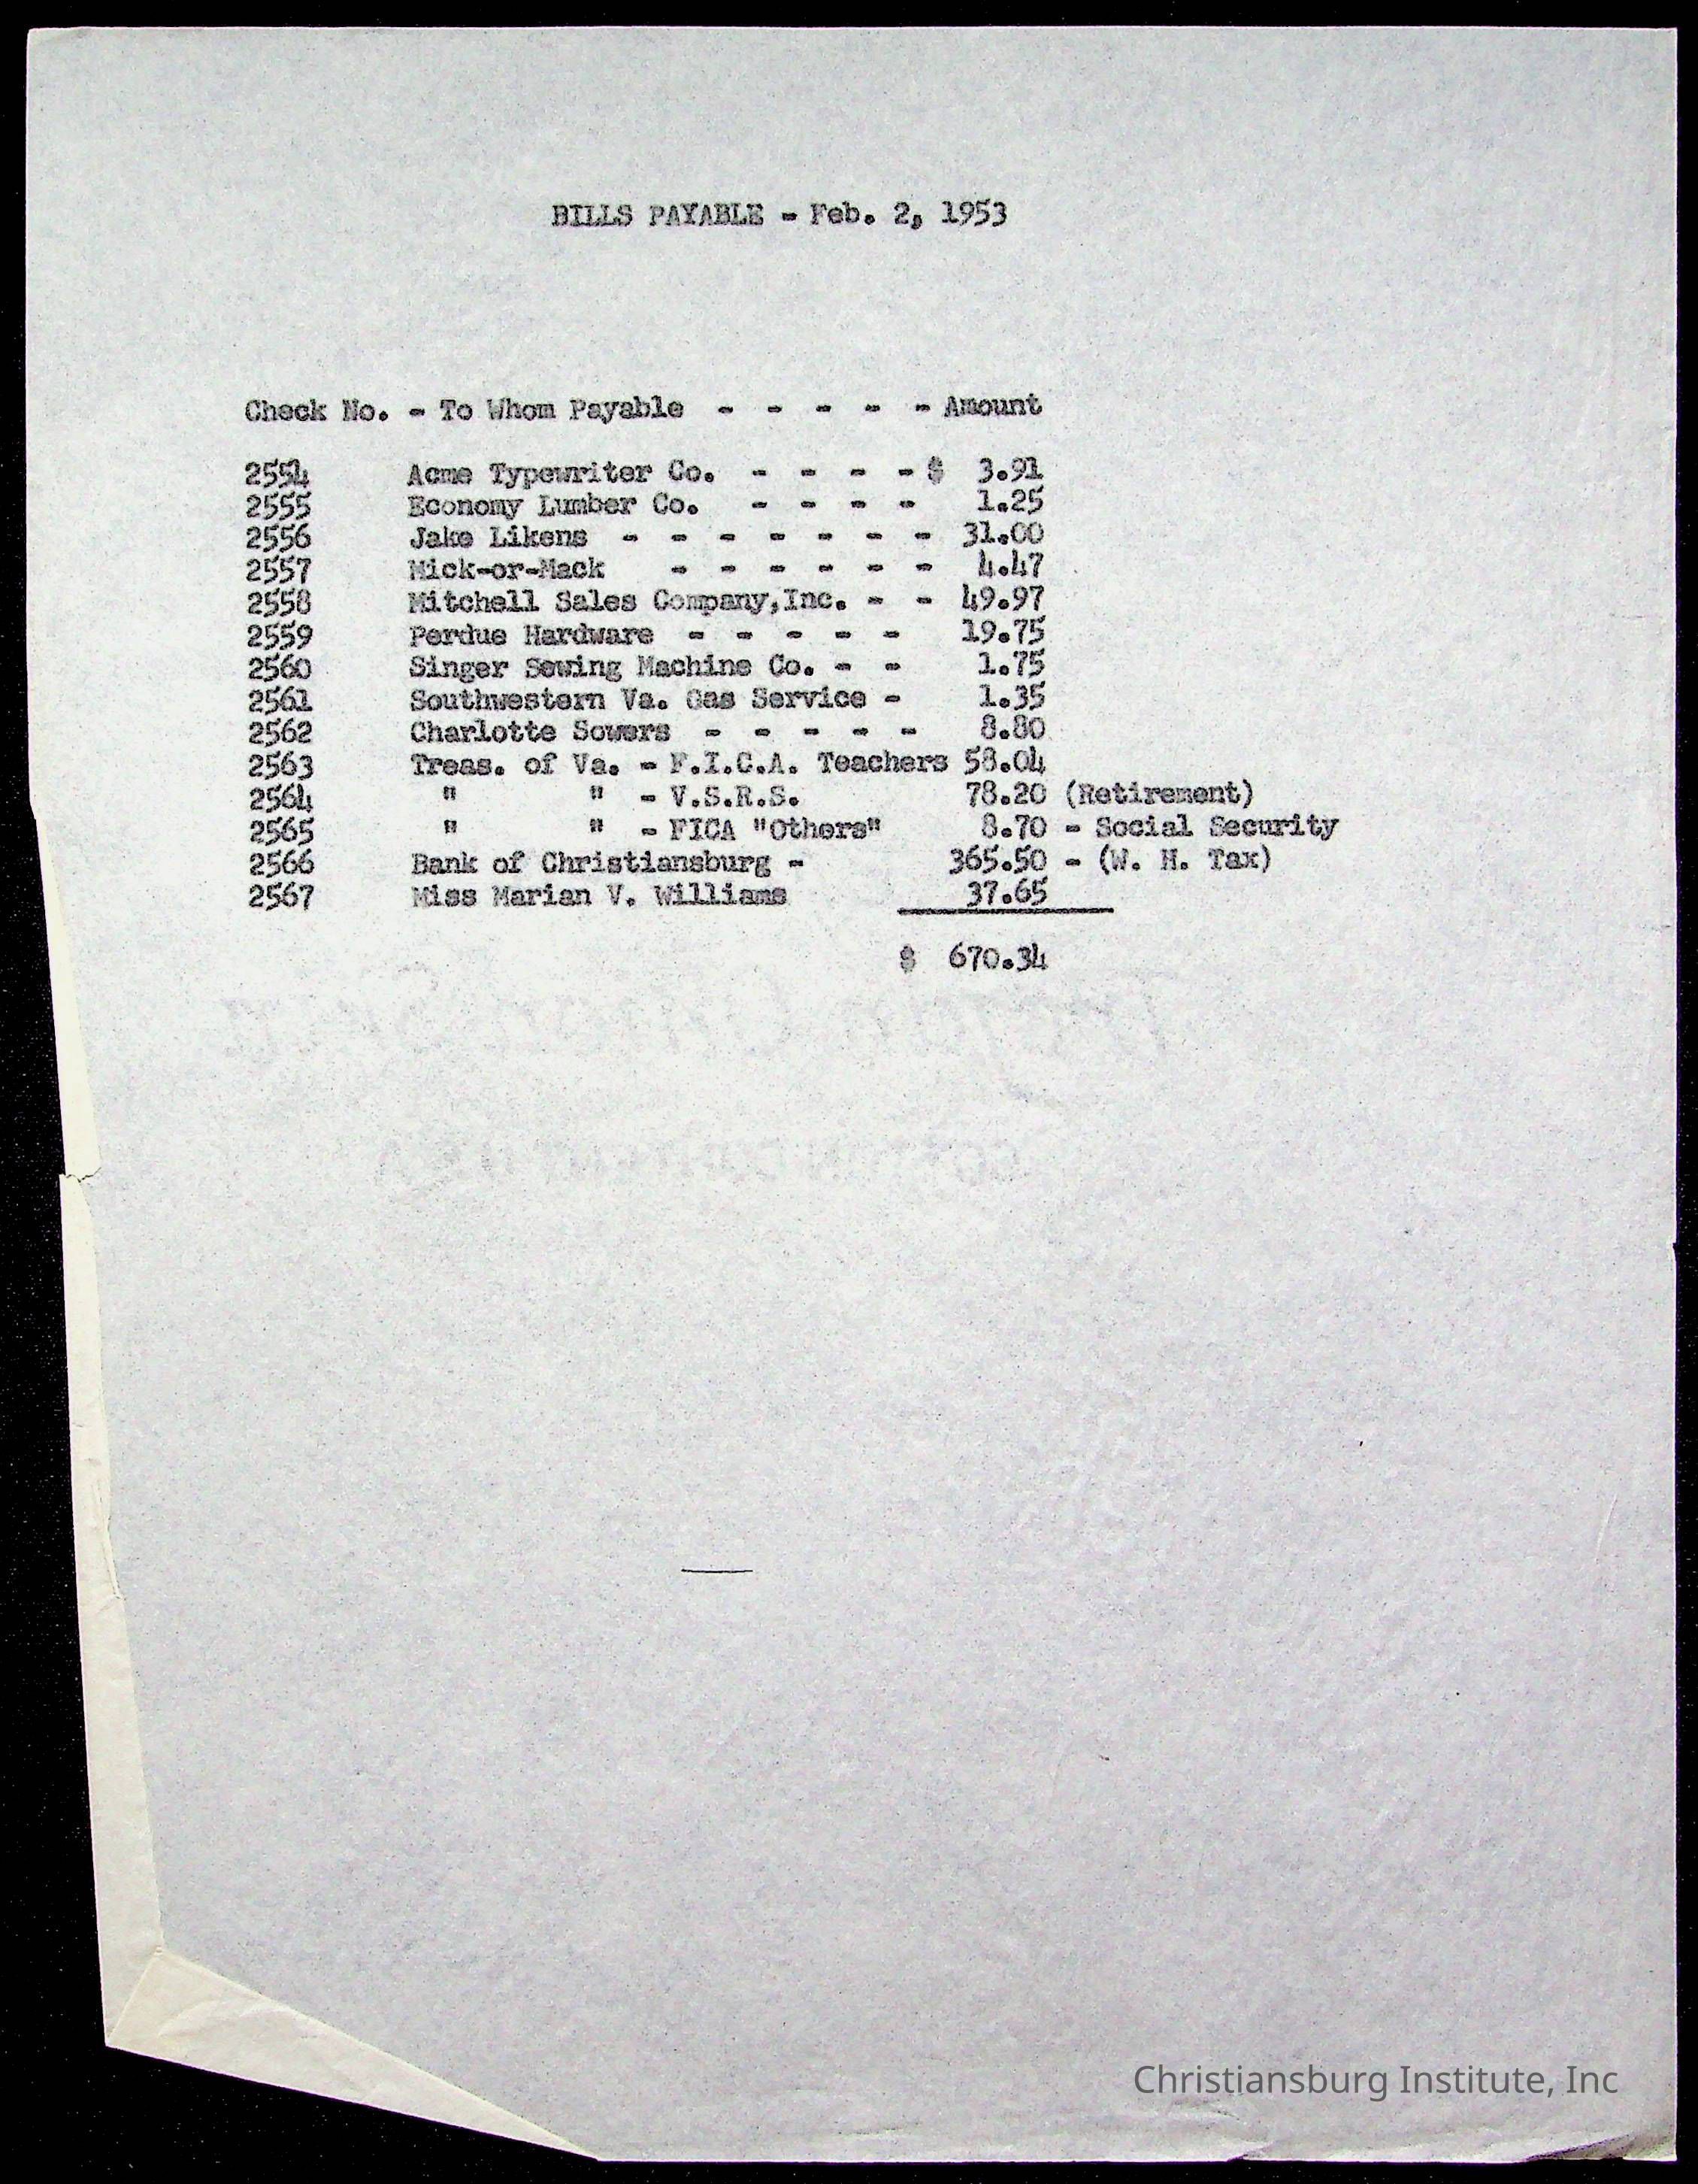 BILLS PAYABLE - Feb. 2, 1953
Check No. - To Whom Payable - - - - - Amount
2554 Acme Typewriter Co. - - - - $ 3.91
2555 Economy Lumber Co. - - - - 1.25
2556 Jake Likens - - - - - - - 31.00
2557 Mick-or-Mack - - - - - - 4.47
2558 Mitchell Sales Company,Inc. - - 49.97
2559 Perdue Hardware - - - - - 19.75
2560 Singer Sewing Machine Co. - - 1.75
2561 Southwestern Va. Gas Service - 1.35
2562 Charlotte Sowers - - - - - 8.80
2563 Treas. of Va. - F.I.C.A. Teachers 58.04
2564 " " - V.S.R.S. 78.20 (Retirement)
2565 " " - FICA "Others" 8.70 - Social Security
2566 Bank of Christiansburg - 365.50 - (W. H. Tax)
2567 Miss Marian V. Williams 37.65
$ 670.34
Christiansburg Institute, Inc